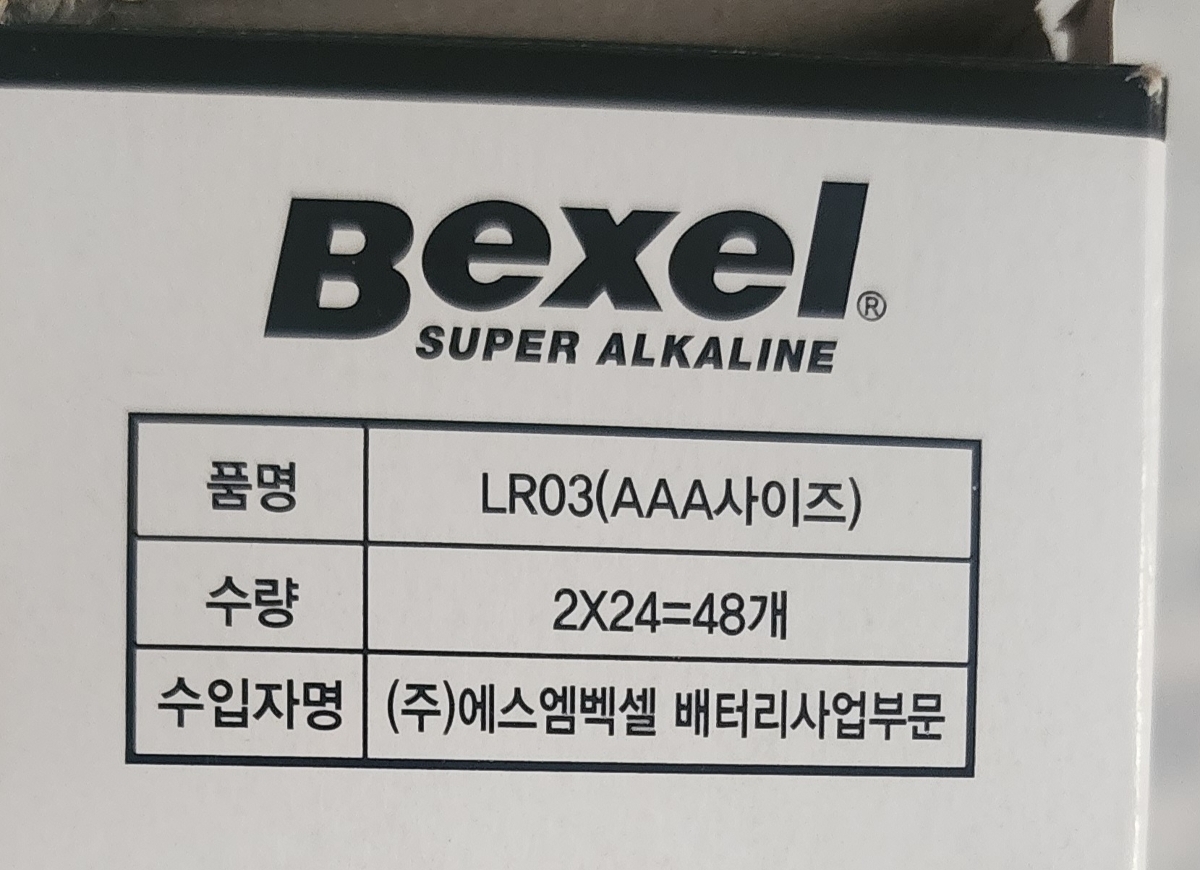 Bexel®
SUPER ALKALINE
품명 LR03(AAA사이즈)
수량 2X24=48개
수입자명 (주)에스엠벡셀 배터리사업부문